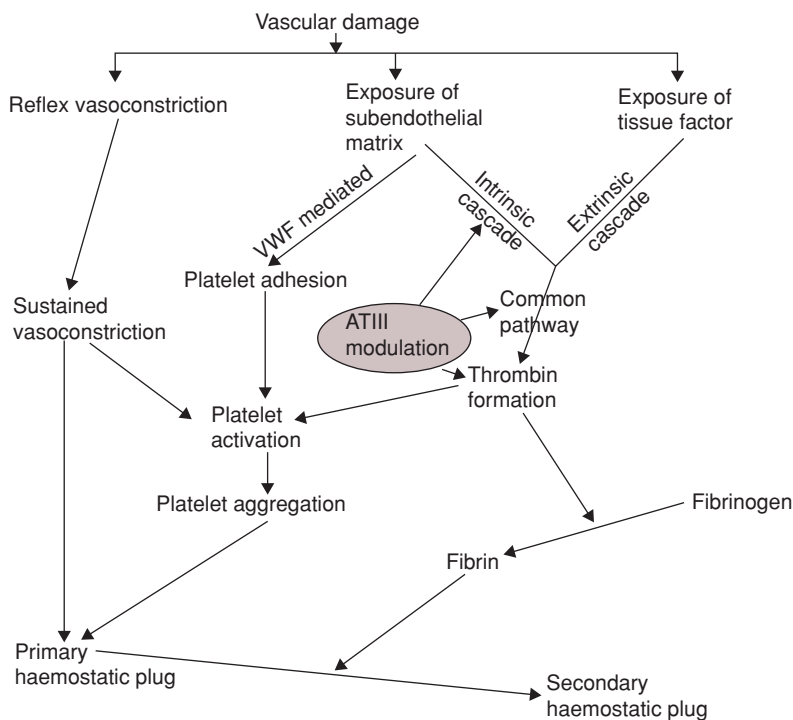 Vascular damage
Reflex vasoconstriction
Exposure of
subendothelial
matrix
Exposure of
tissue factor
VWF mediated
Intrinsic
cascade
Extrinsic
cascade
Platelet adhesion
Sustained
vasoconstriction
ATIII
modulation
Common
pathway
Thrombin
formation
Platelet
activation
Platelet aggregation
Fibrinogen
Fibrin
Primary
haemostatic plug
Secondary
haemostatic plug